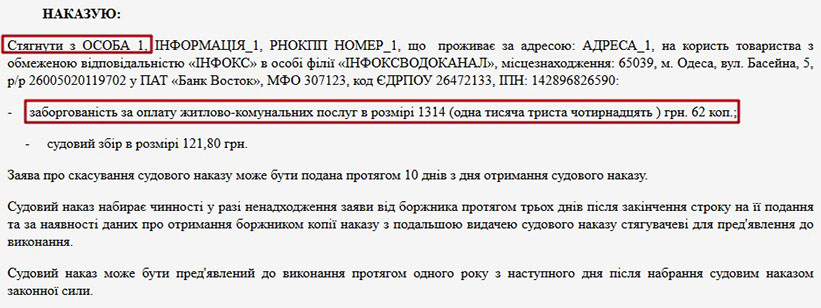 НАКАЗУЮ:
Стягнути з ОСОБА 1, ІНФОРМАЦІЯ_1, РНОКПП НОМЕР_1, що проживає за адресою: АДРЕСА_1, на користь товариства з
обмеженою відповідальністю «ІНФОКС» в особі філії «ІНФОКСВОДОКАНАЛ», місцезнаходження: 65039, м. Одеса, вул. Басейна, 5,
р/р 26005020119702 у ПАТ «Банк Восток», МФО 307123, код ЄДРПОУ 26472133, ІПН: 142896826590:
- заборгованість за оплату житлово-комунальних послуг в розмірі 1314 (одна тисяча триста чотирнадцять ) грн. 62 коп.;
- судовий збір в розмірі 121,80 грн.
Заява про скасування судового наказу може бути подана протягом 10 днів з дня отримання судового наказу.
Судовий наказ набирає чинності у разі ненадходження заяви від боржника протягом трьох днів після закінчення строку на її подання
та за наявності даних про отримання боржником копії наказу з подальшою видачею судового наказу стягувачеві для пред'явлення до
виконання.
Судовий наказ може бути пред'явлений до виконання протягом одного року з наступного дня після набрання судовим наказом
законної сили.